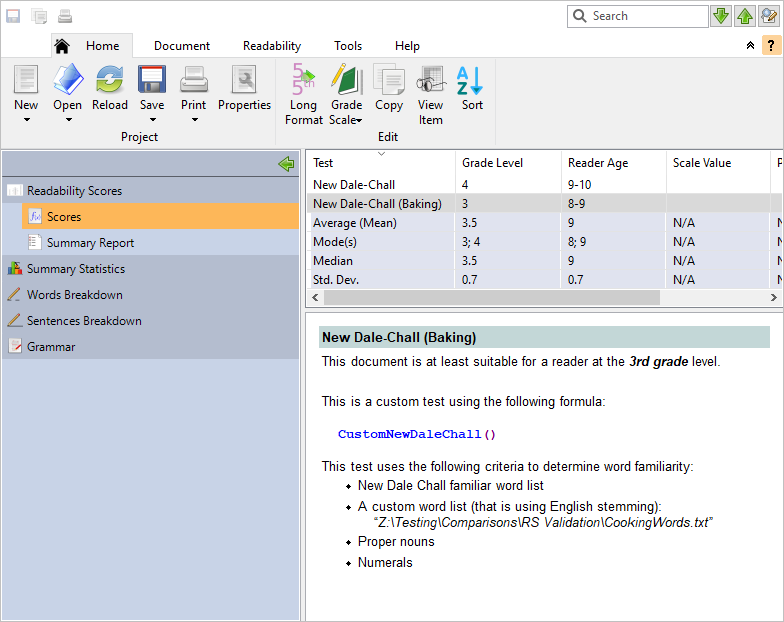 Search
Home Document Readability Tools Help
?
5th
5th
A
Z
New Open Reload Save Print Properties Long Format Grade Scale Copy View Item Sort
Project Edit
Readability Scores
f(x) Scores
Summary Report
Summary Statistics
Words Breakdown
Sentences Breakdown
Grammar
Test Grade Level Reader Age Scale Value P
New Dale-Chall 4 9-10
New Dale-Chall (Baking) 3 8-9
Average (Mean) 3.5 9 N/A N
Mode(s) 3; 4 8; 9 N/A N
Median 3.5 9 N/A N
Std. Dev. 0.7 0.7 N/A N
New Dale-Chall (Baking)
This document is at least suitable for a reader at the 3rd grade level.
This is a custom test using the following formula:
CustomNewDaleChall()
This test uses the following criteria to determine word familiarity:
• New Dale Chall familiar word list
• A custom word list (that is using English stemming):
“Z:\Testing\Comparisons\RS Validation\CookingWords.txt”
• Proper nouns
• Numerals